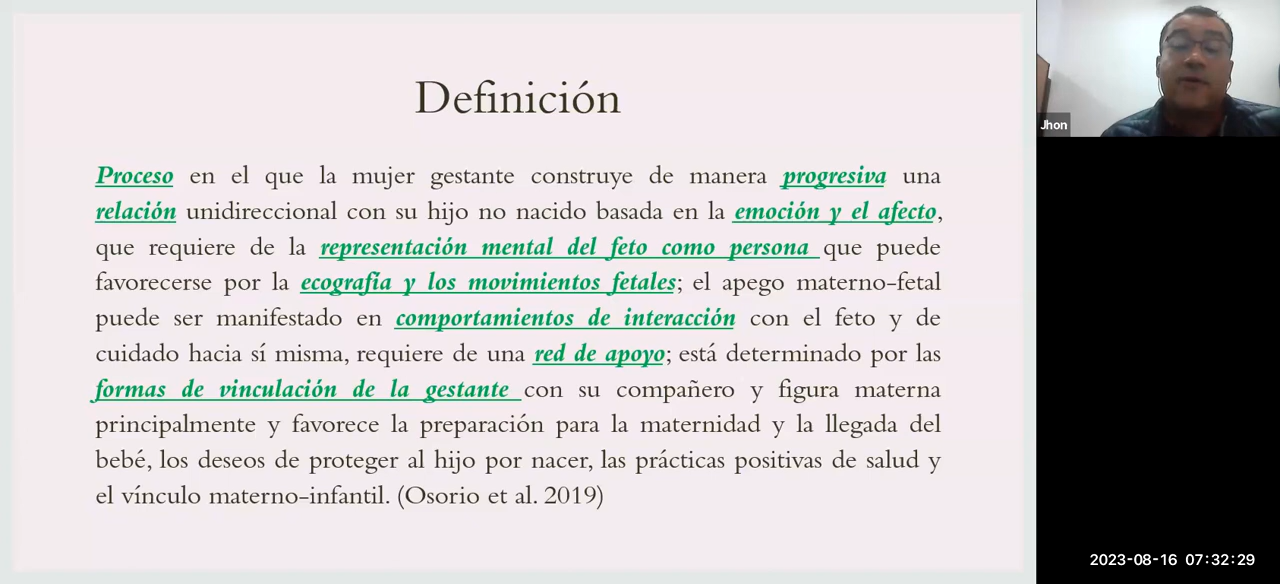 Definición
Proceso en el que la mujer gestante construye de manera progresiva una
relación unidireccional con su hijo no nacido basada en la emoción y el afecto,
que requiere de la representación mental del feto como persona que puede
favorecerse por la ecografía y los movimientos fetales; el apego materno-fetal
puede ser manifestado en comportamientos de interacción con el feto y de
cuidado hacia sí misma, requiere de una red de apoyo; está determinado por las
formas de vinculación de la gestante con su compañero y figura materna
principalmente y favorece la preparación para la maternidad y la llegada del
bebé, los deseos de proteger al hijo por nacer, las prácticas positivas de salud y
el vínculo materno-infantil. (Osorio et al. 2019)
Jhon
2023-08-16 07:32:29